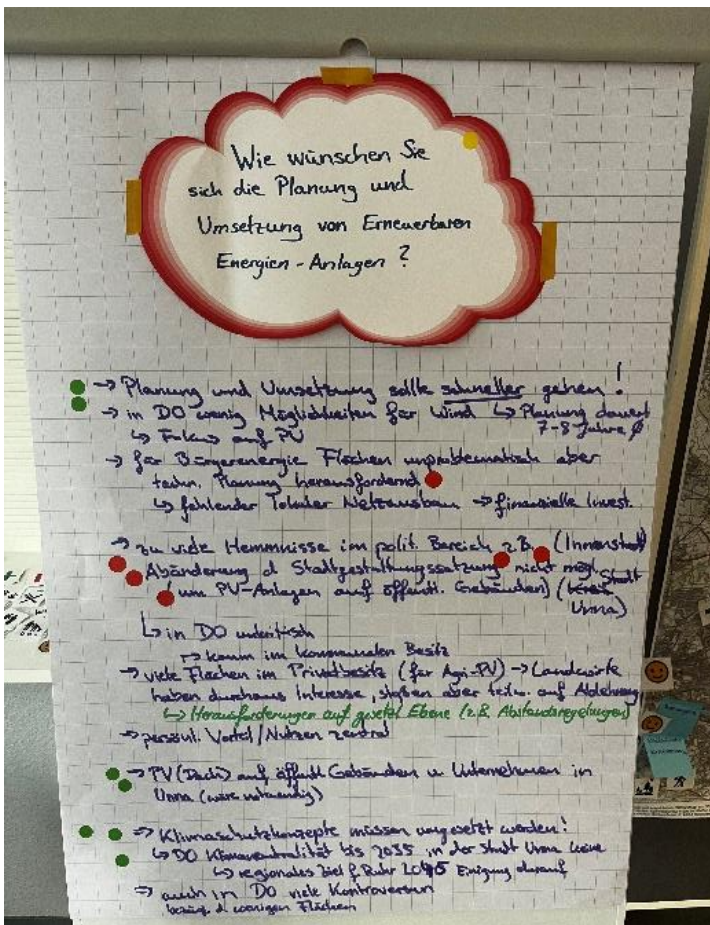 Wie wünschen Sie
sich die Planung und
Umsetzung von Erneuerbaren
Energien-Anlagen?
→ Planung und Umsetzung sollte schneller gehen!
→ in DO wenig Möglichkeiten für Wind ↳ Planung dauert
↳ Fokus auf PV 7-8 Jahre
→ für Bürgerenergie Flächen unproblematisch aber
techn. Planung herausfordernd
↳ fehlender lokaler Netzausbau → finanzielle Invest.
→ zu viele Hemmnisse im polit. Bereich z.B. (Innenstadt)
Abänderung d Stadtgestaltungssatzung nicht mögl.
um PV-Anlagen auf öffentl. Gebäuden) (Stadt
Unna)
↳ in DO unkritisch
↦ kaum im kommunalen Besitz
→ viele Flächen im Privatbesitz (für Agri-PV) → Landwirte
haben durchaus Interesse, stoßen aber teilw. auf Ablehnung
↳ Herausforderungen auf gesetzl Ebene (z.B. Abstandsregelungen)
→ persönl. Vorteil/Nutzen zentral
→ PV (Dach) auf öffentl Gebäuden u. Unternehmen in
Unna (wäre notwendig)
⇒ Klimaschutzkonzepte müssen umgesetzt werden!
↳ DO Klimaneutralität bis 2035 in der Stadt Unna keine
↳ regionales Ziel f. Ruhr 2045 Einigung darauf
⇒ auch in DO viele Kontroversen
bezügl. d wenigen Flächen